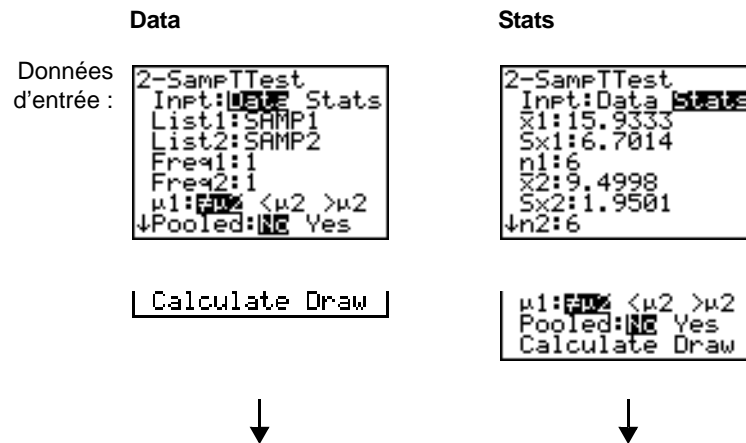 Data
Stats
Données
d'entrée :
2-SampTTest
Inpt:Data Stats
List1:SAMP1
List2:SAMP2
Freq1:1
Freq2:1
μ1:≠μ2 <μ2 >μ2
↓Pooled:No Yes
Calculate Draw
2-SampTTest
Inpt:Data Stats
x̄1:15.9333
Sx1:6.7014
n1:6
x̄2:9.4998
Sx2:1.9501
↓n2:6
μ1:≠μ2 <μ2 >μ2
Pooled:No Yes
Calculate Draw